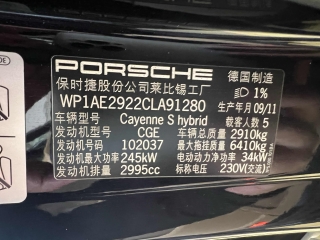 PORSCHE 德国制造
保时捷股份公司莱比锡工厂 1%
WP1AE2922CLA91280 生产年月 09/11
车辆型号 Cayenne S hybrid 载客人数 5
发动机型号 CGE 车辆总质量 2910kg
发动机号 102037 最大拖挂质量 6410kg
发动机最大功率 245kW 电动动力净功率 34kW
发动机排量 2995cc 标称电压 230V(交流)